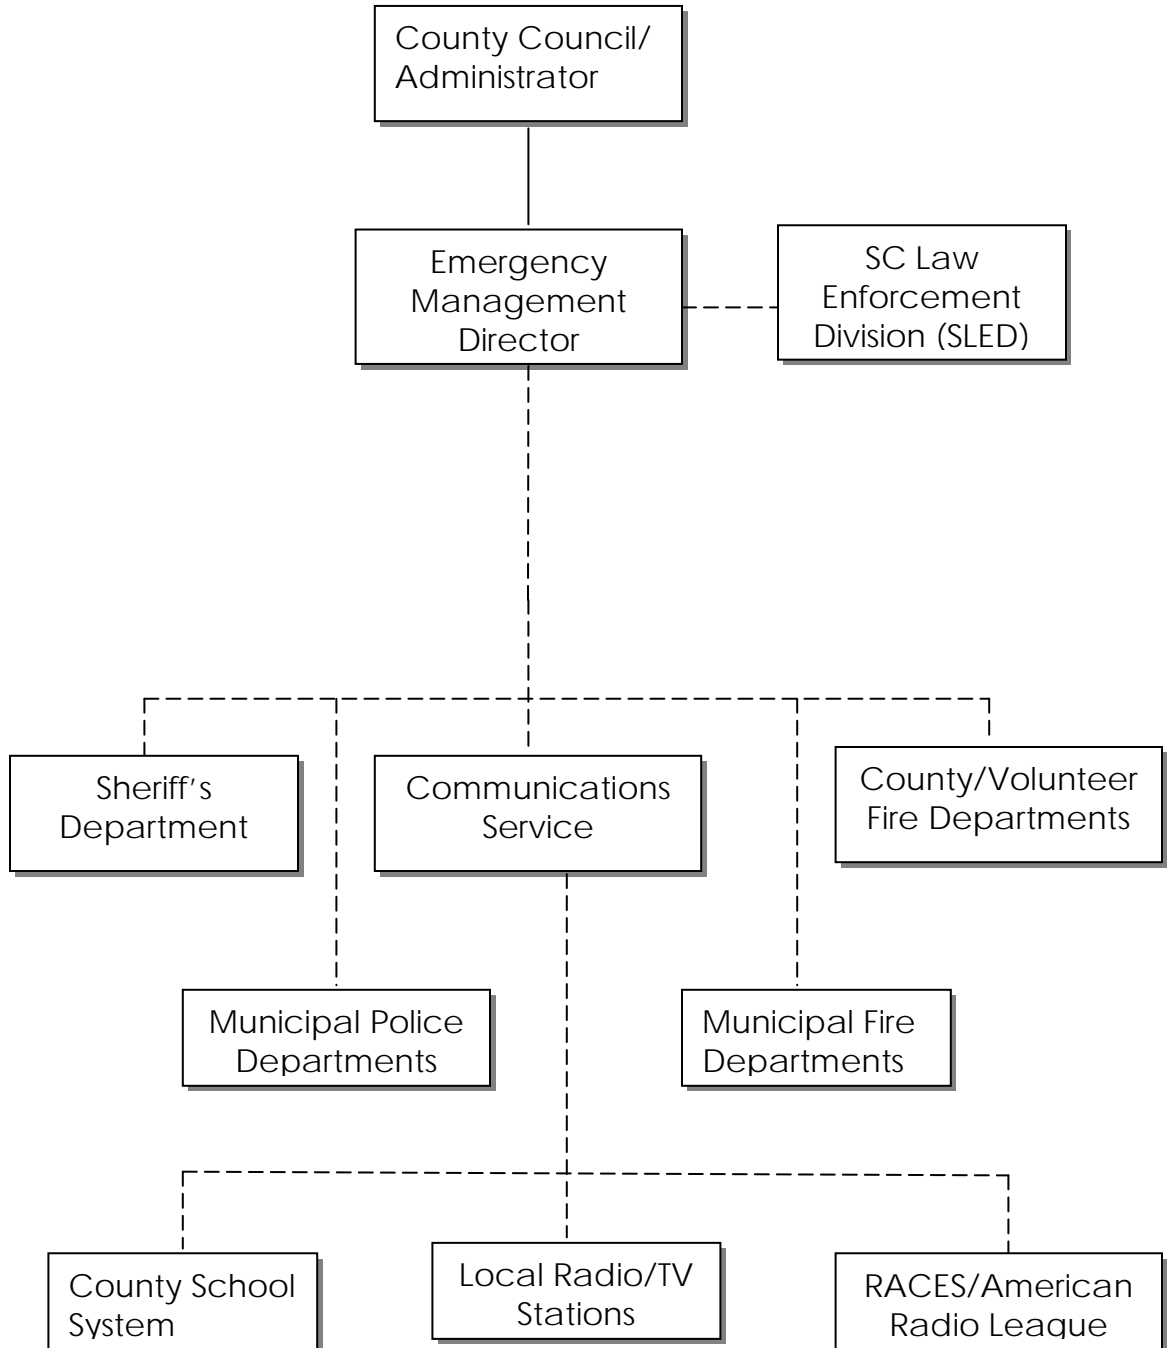 County Council/
Administrator
Emergency
Management
Director
SC Law
Enforcement
Division (SLED)
Sheriff's
Department
Communications
Service
County/Volunteer
Fire Departments
Municipal Police
Departments
Municipal Fire
Departments
County School
System
Local Radio/TV
Stations
RACES/American
Radio League